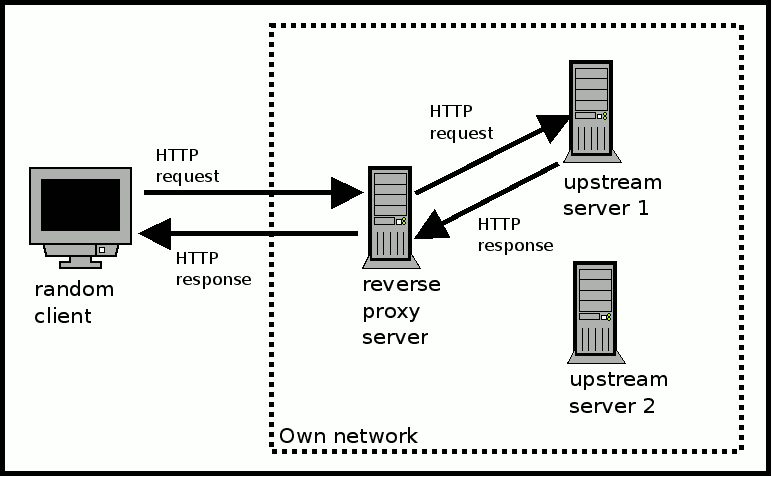 HTTP
request
HTTP
response
random
client
HTTP
request
HTTP
response
reverse
proxy
server
upstream
server 1
upstream
server 2
Own network